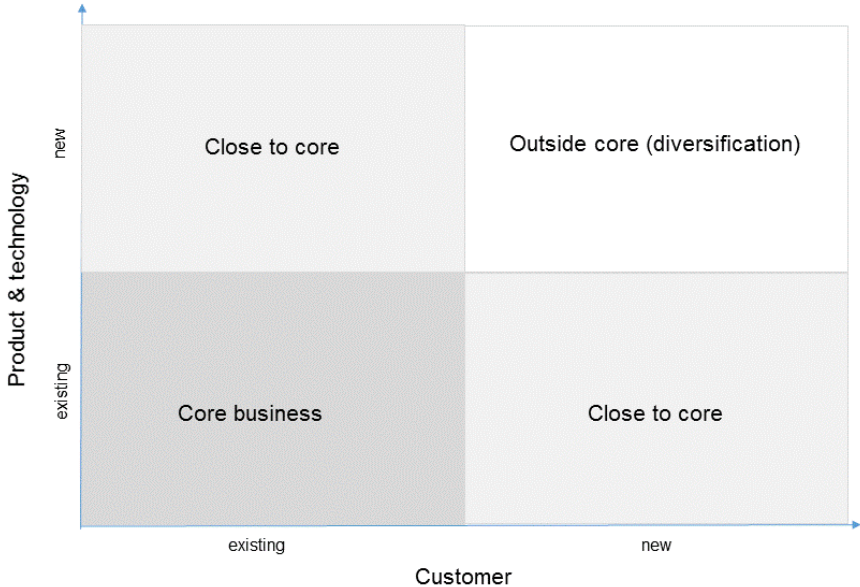 new
Close to core
Outside core (diversification)
Product & technology
existing
Core business
Close to core
existing
new
Customer